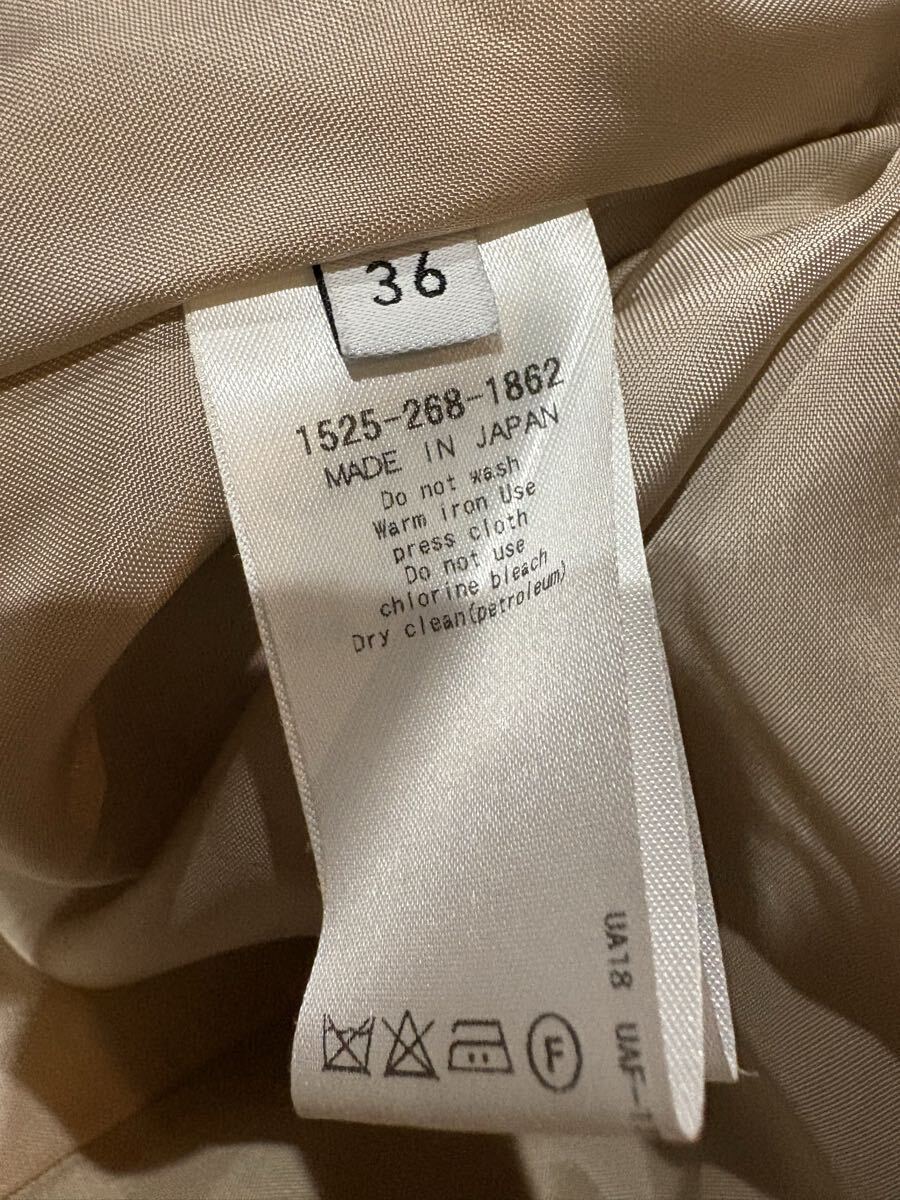 36
1525-268-1862
MADE IN JAPAN
Do not wash
Warm iron Use
press cloth
Do not use
chlorine bleach
Dry clean(petroleum)
F
UA18 UAF-